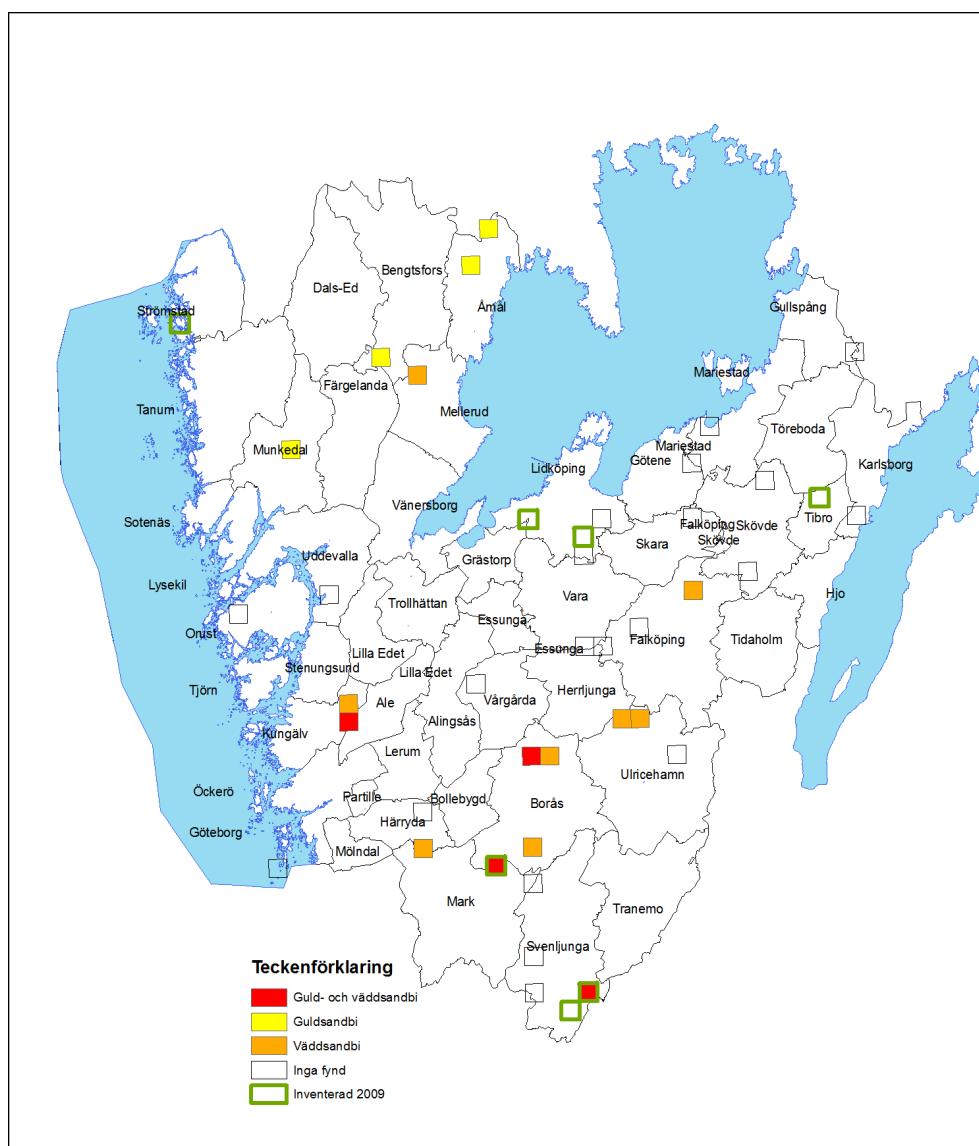 Bengtsfors
Dals-Ed
Åmål
Gullspång
Strömstad
Mariestad
Färgelanda
Tanum
Mellerud
Töreboda
Munkedal
Mariestad
Götene
Karlsborg
Lidköping
Vänersborg
Tibro
Sotenäs
Falköping
Skövde
Skövde
Skara
Uddevalla
Grästorp
Lysekil
Trollhättan
Vara
Hjo
Essunga
Orust
Falköping
Tidaholm
Essunga
Lilla Edet
Stenungsund
Lilla Edet
Tjörn
Ale
Vårgårda
Herrljunga
Alingsås
Kungälv
Lerum
Ulricehamn
Öckerö
Partille
Bollebygd
Borås
Härryda
Göteborg
Mölndal
Mark
Tranemo
Svenljunga
Teckenförklaring
Guld- och väddsandbi
Guldsandbi
Väddsandbi
Inga fynd
Inventerad 2009